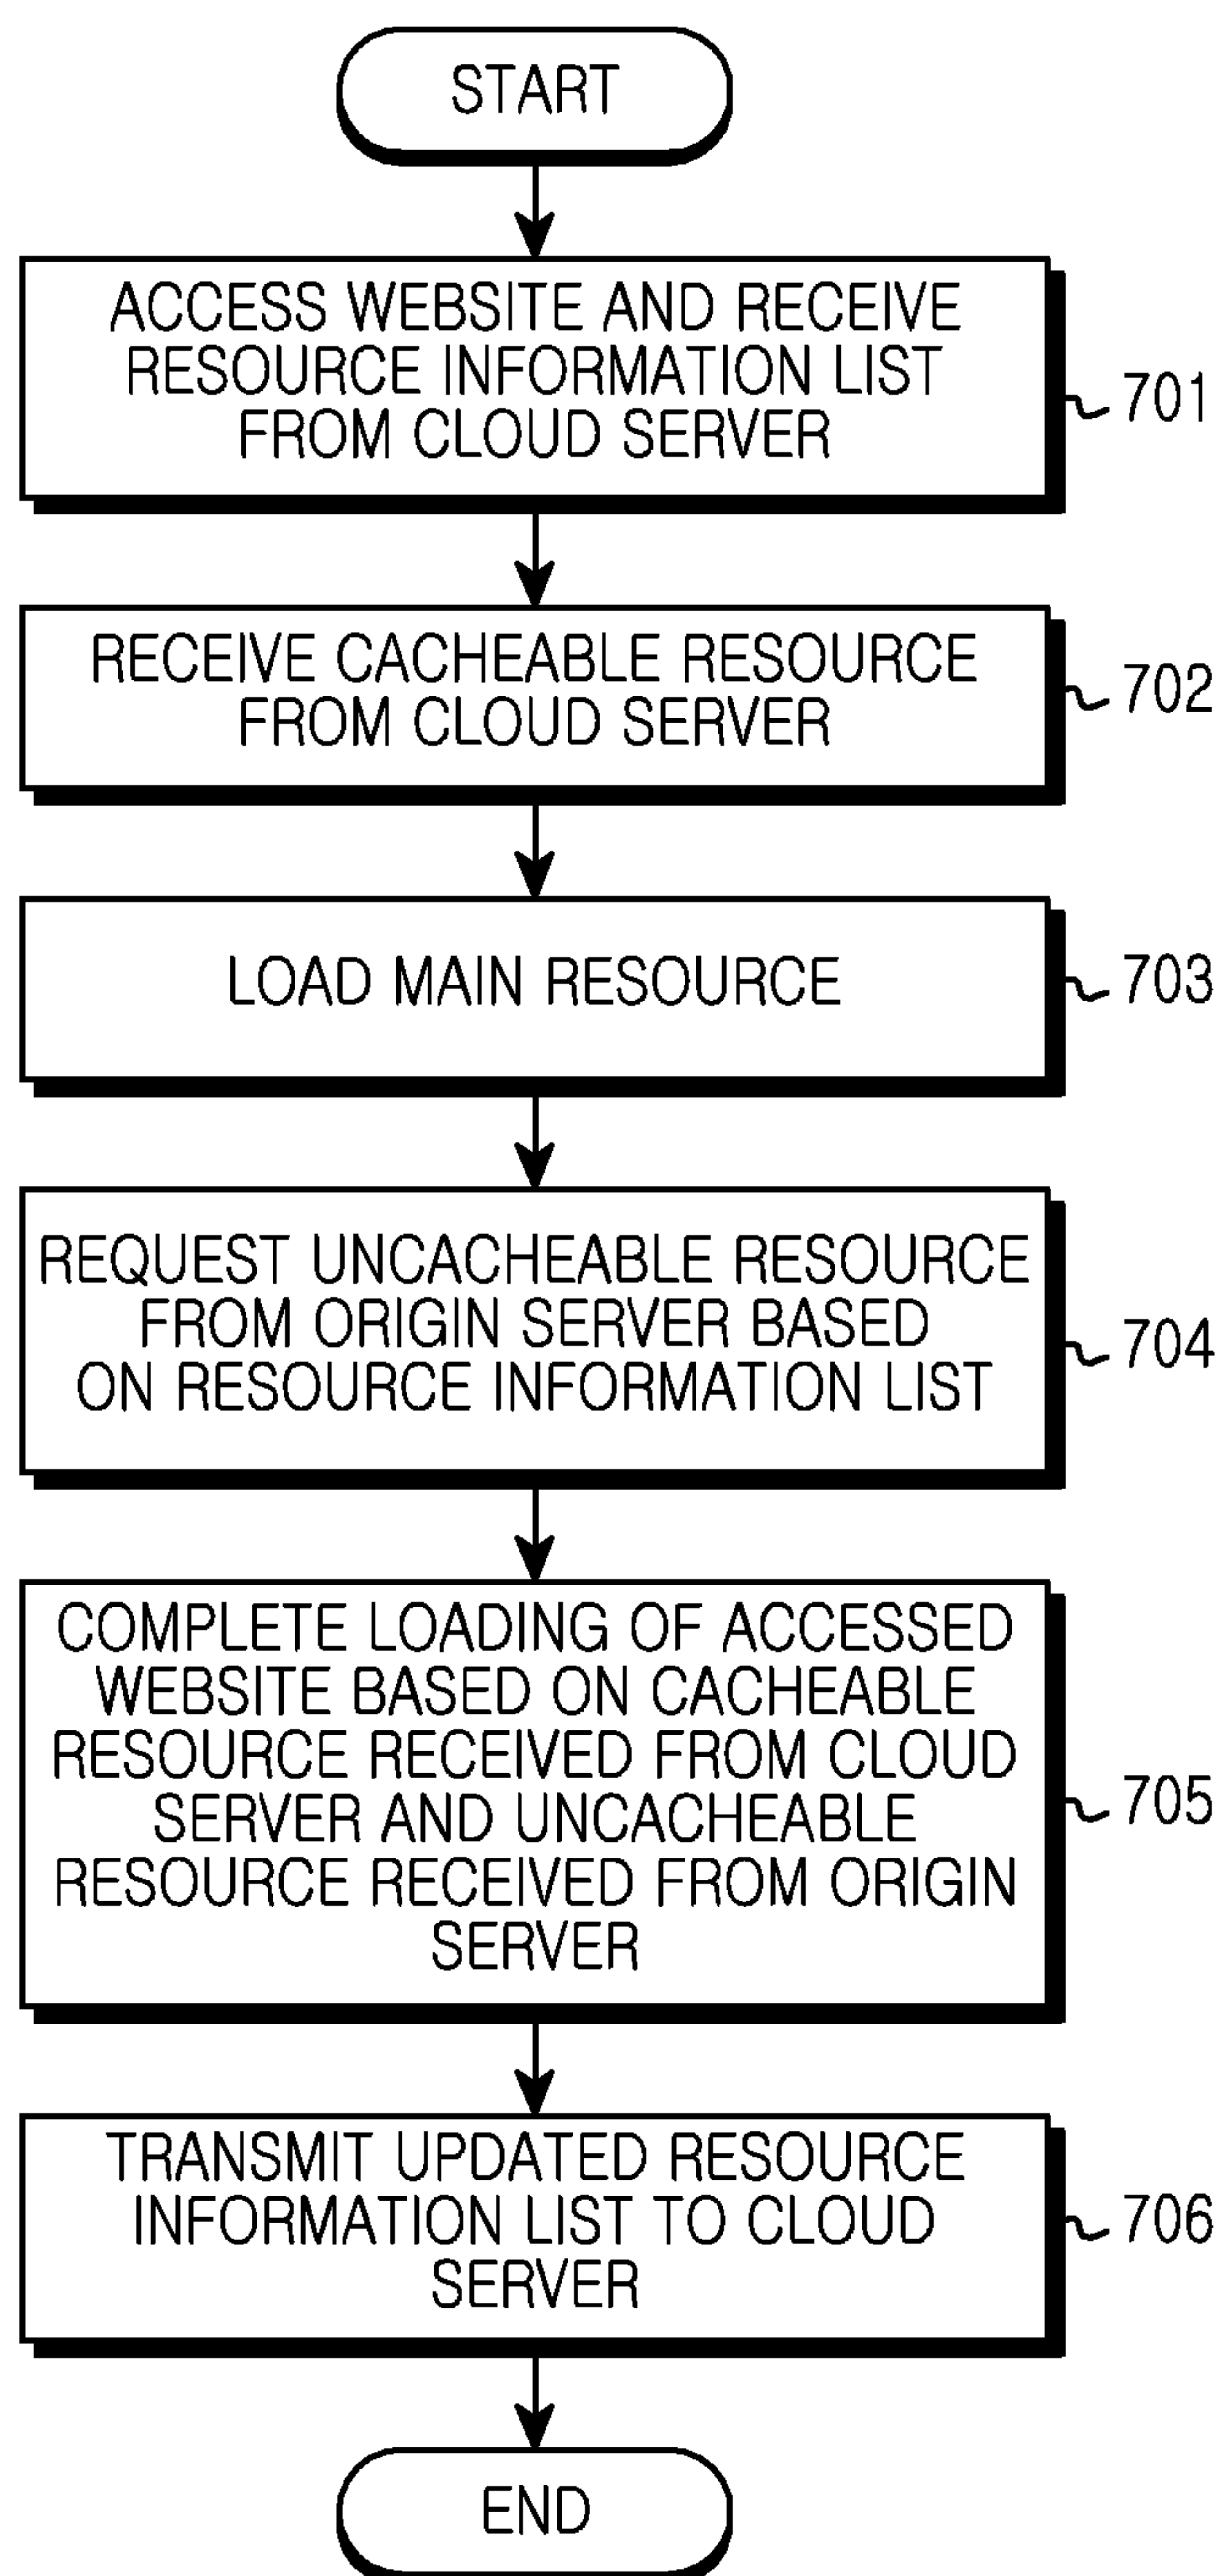 START
ACCESS WEBSITE AND RECEIVE
RESOURCE INFORMATION LIST
FROM CLOUD SERVER
701
RECEIVE CACHEABLE RESOURCE
FROM CLOUD SERVER
702
LOAD MAIN RESOURCE
703
REQUEST UNCACHEABLE RESOURCE
FROM ORIGIN SERVER BASED
ON RESOURCE INFORMATION LIST
704
COMPLETE LOADING OF ACCESSED
WEBSITE BASED ON CACHEABLE
RESOURCE RECEIVED FROM CLOUD
SERVER AND UNCACHEABLE
RESOURCE RECEIVED FROM ORIGIN
SERVER
705
TRANSMIT UPDATED RESOURCE
INFORMATION LIST TO CLOUD
SERVER
706
END